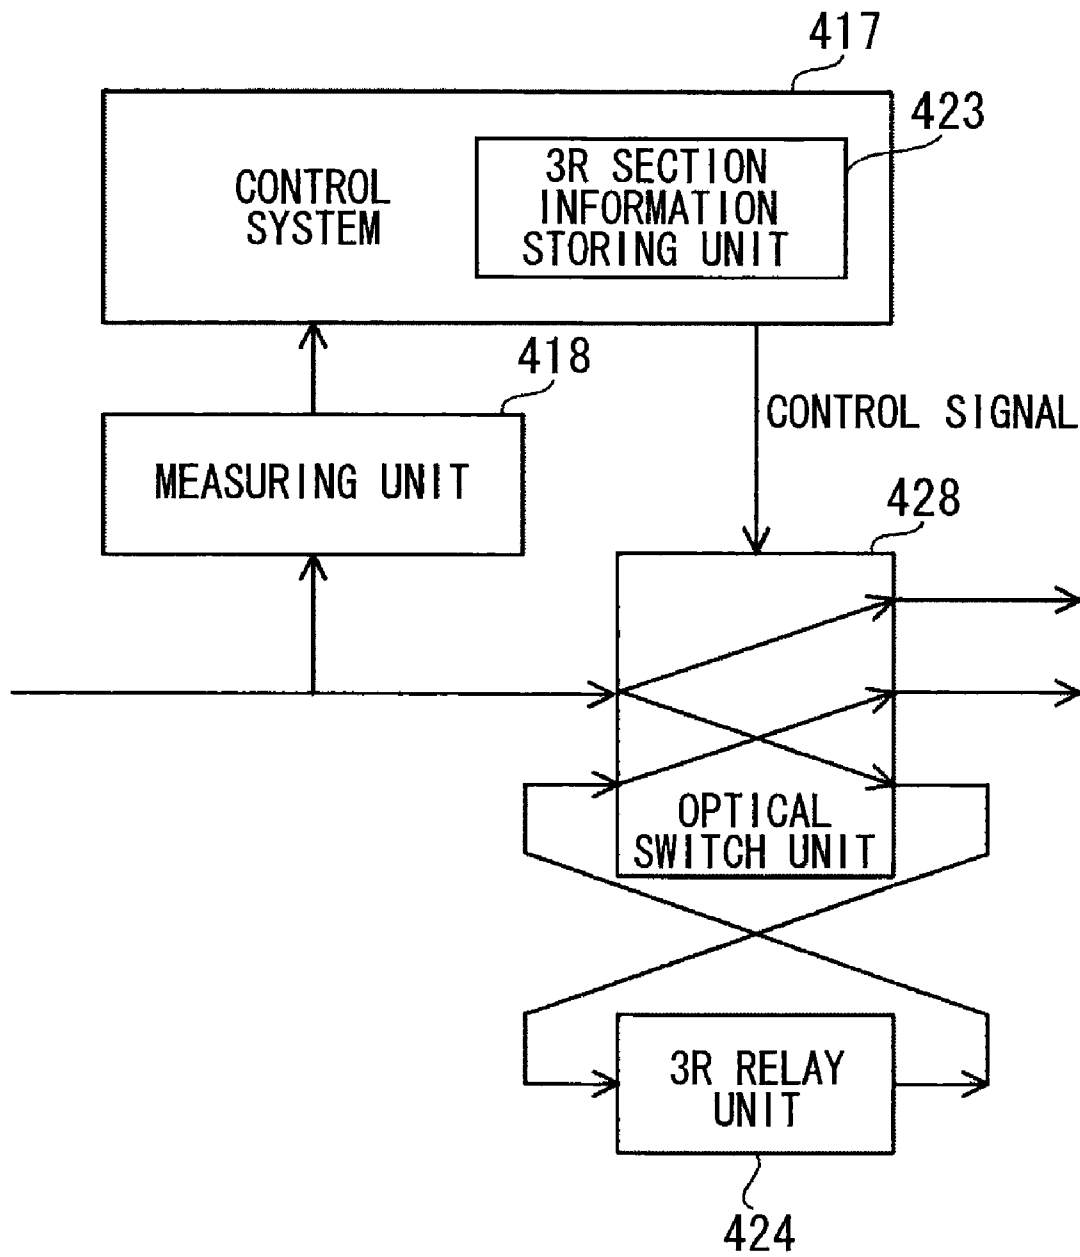 417
423
CONTROL
SYSTEM
3R SECTION
INFORMATION
STORING UNIT
418
CONTROL SIGNAL
MEASURING UNIT
428
OPTICAL
SWITCH UNIT
3R RELAY
UNIT
424